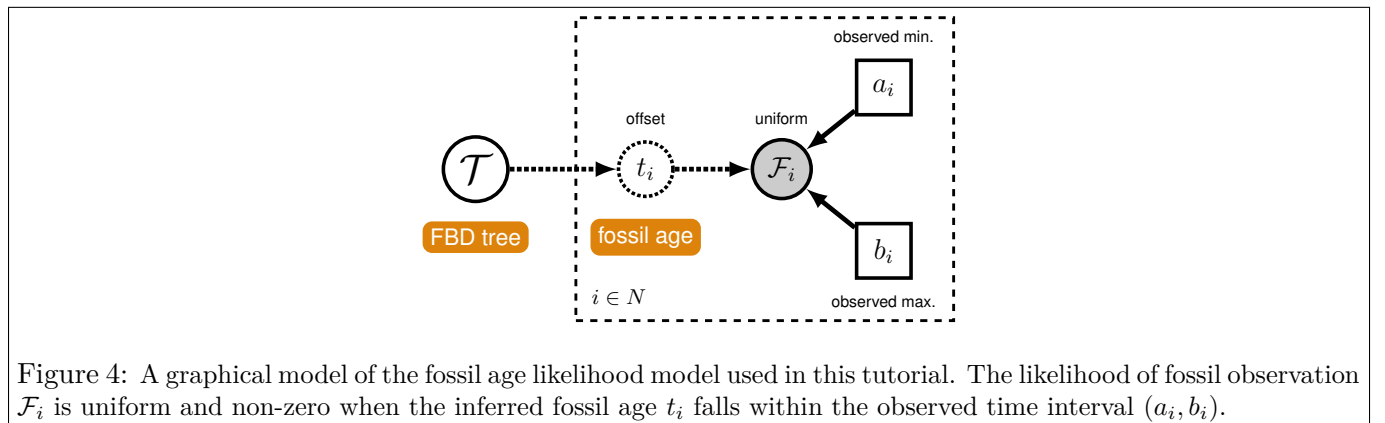 observed min.
a_i
offset
uniform
𝒯
t_i
ℱ_i
FBD tree
fossil age
b_i
i ∈ N
observed max.
Figure 4: A graphical model of the fossil age likelihood model used in this tutorial. The likelihood of fossil observation
ℱ_i is uniform and non-zero when the inferred fossil age t_i falls within the observed time interval (a_i, b_i).